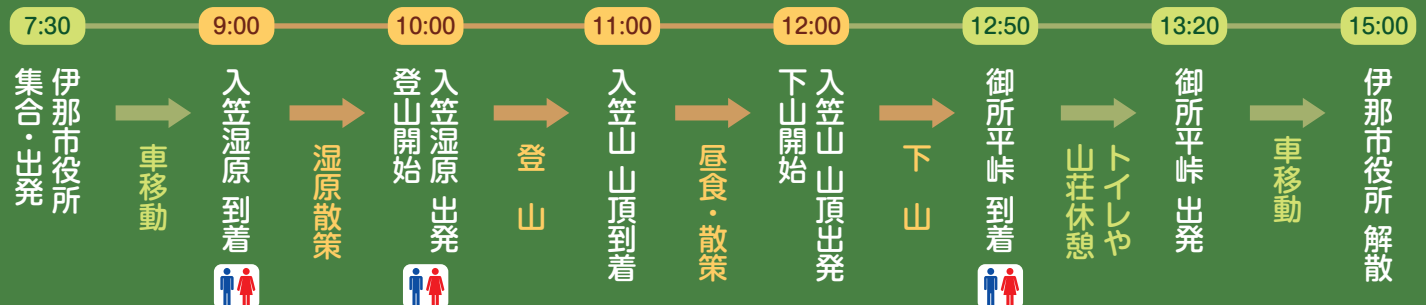 7:30
9:00
10:00
11:00
12:00
12:50
13:20
15:00
伊那市役所
集合・出発
車移動
入笠湿原 到着
湿原散策
入笠湿原 出発
登山開始
登山
入笠山 山頂到着
昼食・散策
入笠山 山頂出発
下山開始
下山
御所平峠 到着
トイレや
山荘休憩
御所平峠 出発
車移動
伊那市役所 解散